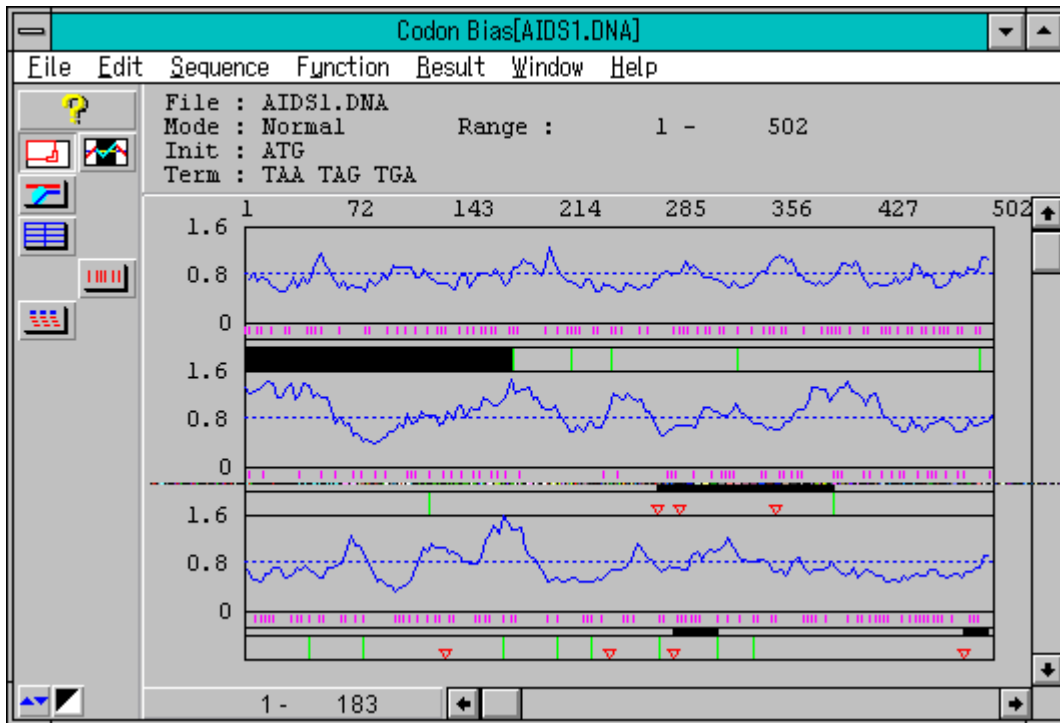 Codon Bias[AIDS1.DNA]
File Edit Sequence Function Result Window Help
File : AIDS1.DNA
Mode : Normal Range : 1 - 502
Init : ATG
Term : TAA TAG TGA
1 72 143 214 285 356 427 502
1.6
0.8
0
1.6
0.8
0
1.6
0.8
0
1 - 183